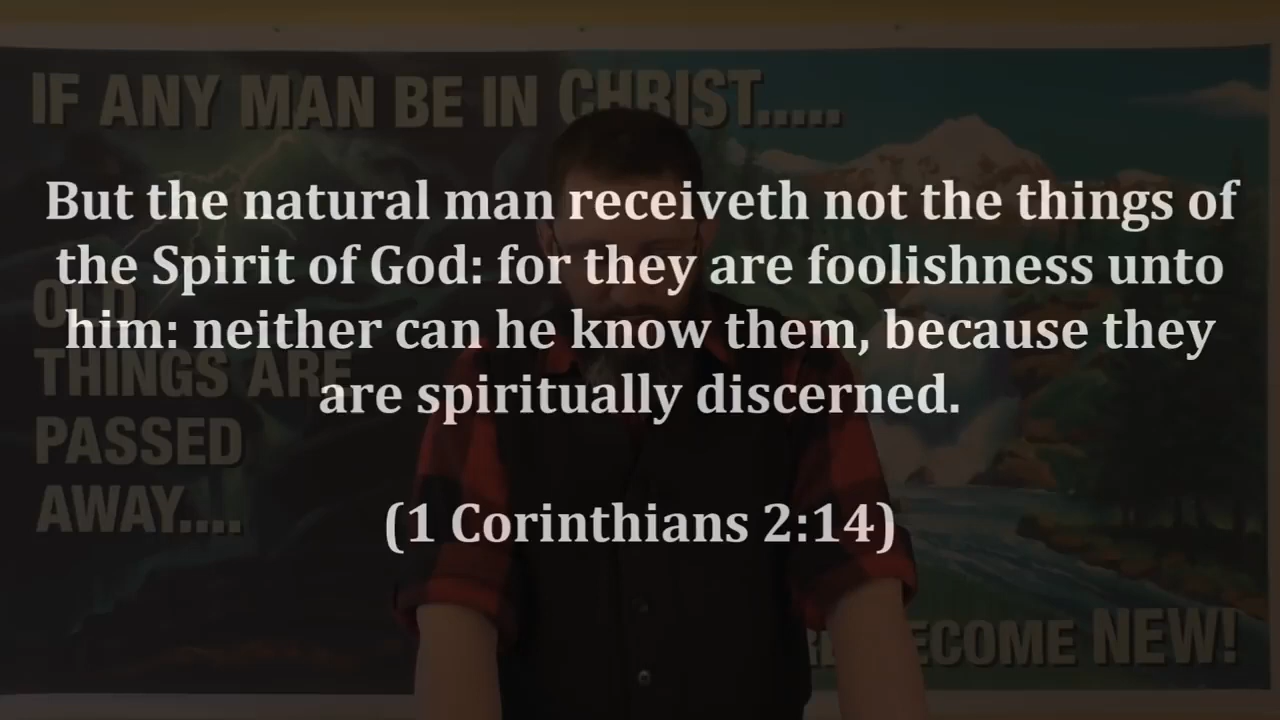 IF ANY MAN BE IN CHRIST.....
But the natural man receiveth not the things of
the Spirit of God: for they are foolishness unto
him: neither can he know them, because they
are spiritually discerned.
(1 Corinthians 2:14)
OLD
THINGS ARE
PASSED
AWAY....
ECOME NEW!